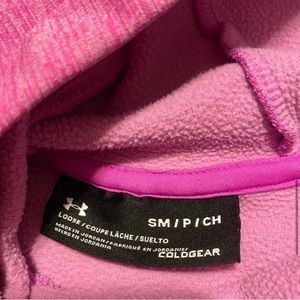 SM / P / CH
LOOSE / COUPE LÂCHE / SUELTO
MADE IN JORDAN / FABRIQUÉ EN JORDANIE /
HECHO EN JORDANIA
COLDGEAR